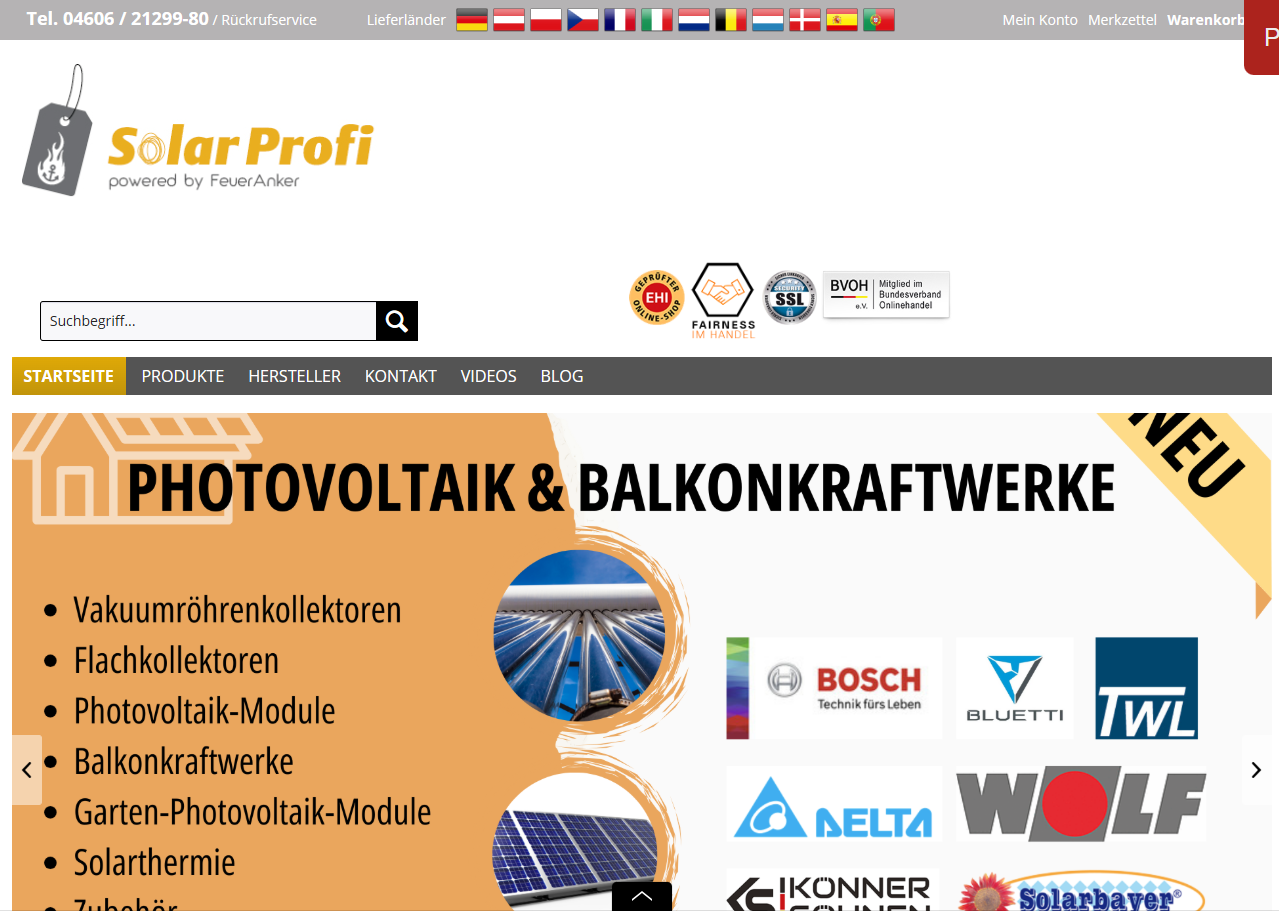 Tel. 04606 / 21299-80 / Rückrufservice
Lieferländer
Mein Konto Merkzettel Warenkorb
P
Solar Profi
powered by FeuerAnker
Suchbegriff...
GEPRÜFTER
EHI
ONLINE-SHOP
FAIRNESS
IM HANDEL
SECURITY
SSL
BVOH
e.V.
Mitglied im
Bundesverband
Onlinehandel
STARTSEITE PRODUKTE HERSTELLER KONTAKT VIDEOS BLOG
NEU
PHOTOVOLTAIK & BALKONKRAFTWERKE
• Vakuumröhrenkollektoren
• Flachkollektoren
• Photovoltaik-Module
• Balkonkraftwerke
• Garten-Photovoltaik-Module
• Solarthermie
• Zubehör
BOSCH
Technik fürs Leben
BLUETTI
TWL
DELTA
WOLF
KS KÖNNER
SÖHNEN
Solarbayer®